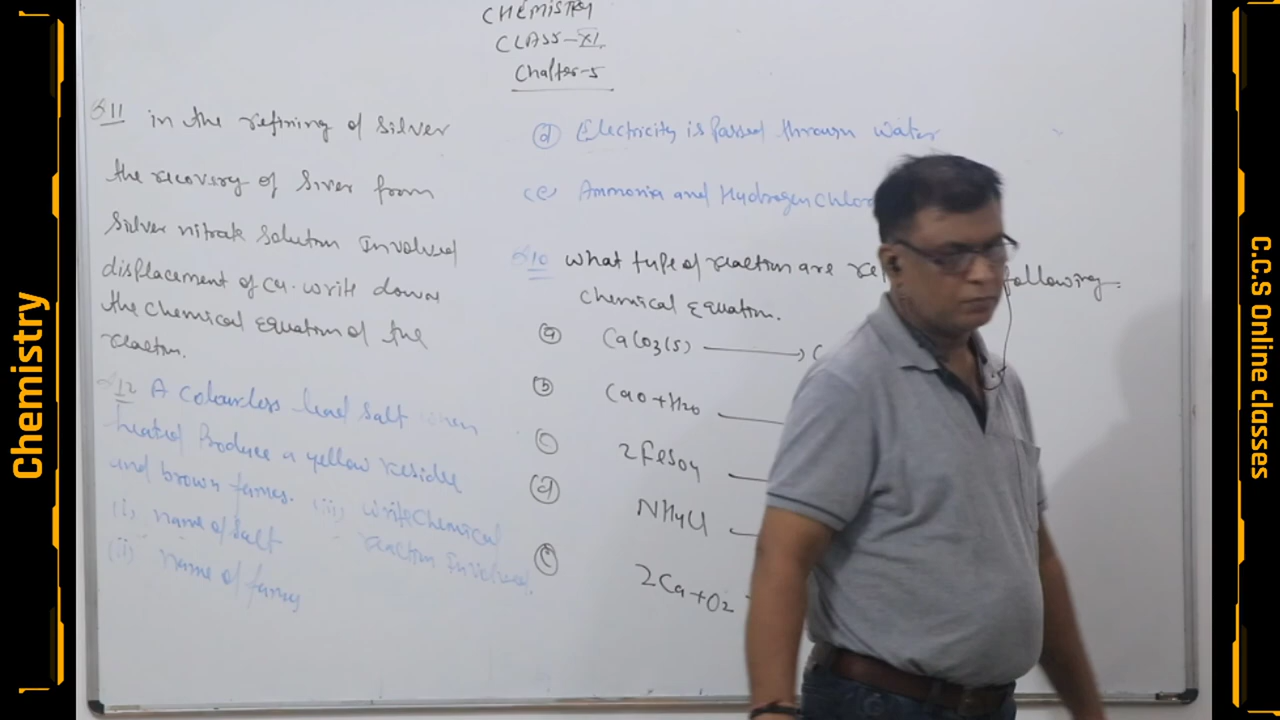 Chemistry
CHEMISTRY
CLASS-XI
Chapter-5
Q11 in the refining of Silver
the recovery of Siver from
Silver nitrate Solution Involved
displacement of Cu. write down
the chemical Equation of the
reaction.
Q12 A Colourless lead Salt when
heated Produce a yellow residue
and brown fumes. (iii) write Chemical
(i) name of Salt reaction Involved.
(ii) name of fumes
(d) Electricity is Passed through water
(e) Ammonia and Hydrogen Chlor
Q10 what type of reaction are following.
Chemical Equation.
(a) CaCO3(s) → C
(b) CaO+H2O
(c) 2FeSO4
(d) NH4Cl
(e) 2Ca+O2
C.C.S Online classes